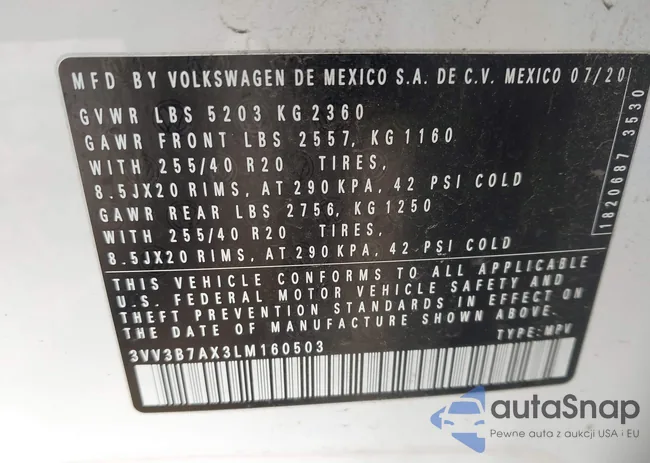 MFD BY VOLKSWAGEN DE MEXICO S.A. DE C.V. MEXICO 07/20
GVWR LBS 5203 KG 2360
GAWR FRONT LBS 2557, KG 1160
WITH 255/40 R20 TIRES,
8.5JX20 RIMS, AT 290 KPA, 42 PSI COLD
GAWR REAR LBS 2756, KG 1250
WITH 255/40 R20 TIRES,
8.5JX20 RIMS, AT 290 KPA, 42 PSI COLD
THIS VEHICLE CONFORMS TO ALL APPLICABLE
U.S. FEDERAL MOTOR VEHICLE SAFETY AND
THEFT PREVENTION STANDARDS IN EFFECT ON
THE DATE OF MANUFACTURE SHOWN ABOVE.
3VV3B7AX3LM160503 TYPE: MPV
1820687 3530
autaSnap
Pewne auta z aukcji USA i EU